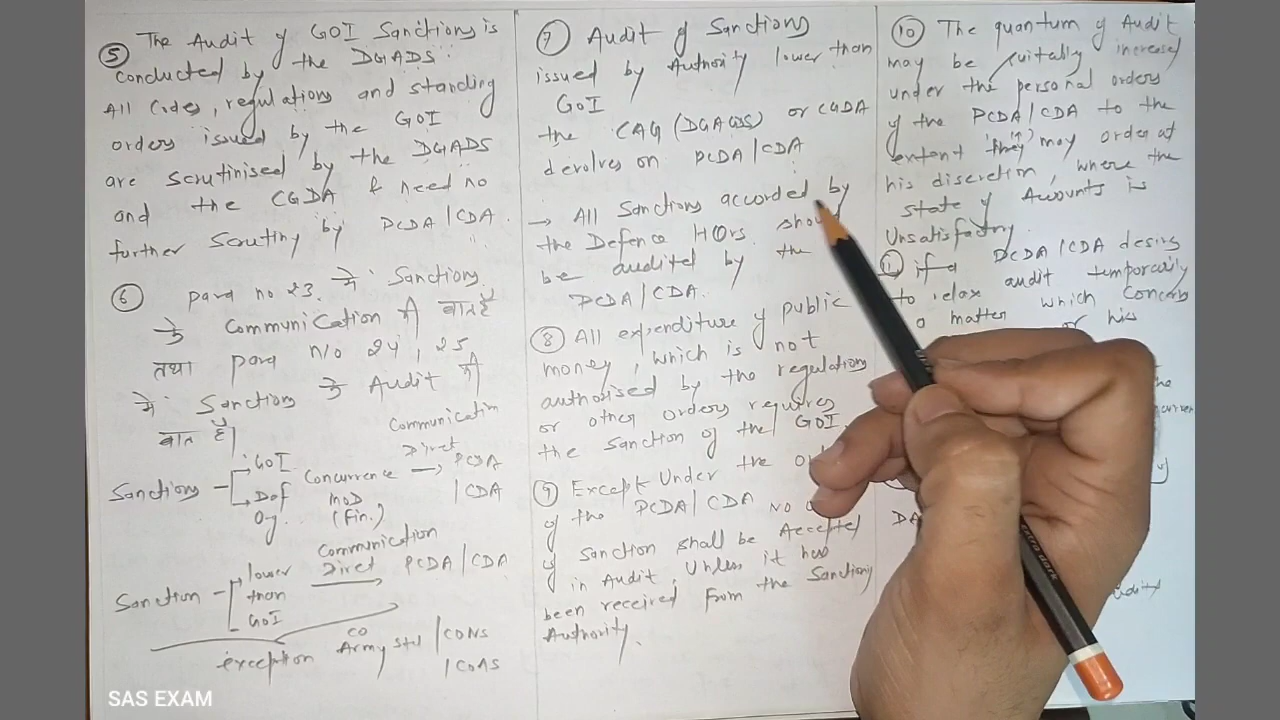 ⑤ The Audit of GOI Sanctions is
conducted by the DGADS
All Codes, regulations and standing
orders issued by the GOI
are scrutinised by the DGADS
and the CGDA & need no
further Scrutiny by PCDA/CDA.
⑥ para no 23. में Sanctions
के Communication की बात है
तथा para n/o 24, 25
में Sanctions के Audit की
बात है।
Communication
Direct
Sanctions
GOI
Def
Concurrence → PCDA
/CDA
MOD
(Fin.)
Communication
Direct PCDA/CDA
Sanction
lower
than
GOI
exception CO Army Std /CONS
/COAS
⑦ Audit of Sanctions
issued by Authority lower than
GOI
the CAG (DGADS) or CGDA
devolves on PCDA/CDA
→ All Sanctions accorded by
the Defence HQrs.
be audited by the
PCDA/CDA.
⑧ All expenditure of public
money, which is not
authorised by the regulations
or other orders requires
the sanction of the GOI.
⑨ Except Under the
of the PCDA/CDA No
of Sanction shall be Accepted
in Audit, Unless it has
been received from the Sanctioning
Authority.
⑩ The quantum of Audit
may be suitably increased
under the personal orders
of the PCDA/CDA to the
extent they may order at
his discretion, where the
state of Accounts is
Unsatisfactory.
⑪ if a PCDA/CDA desires
to relax audit temporarily
a matter which concerns
or his
DA
SAS EXAM